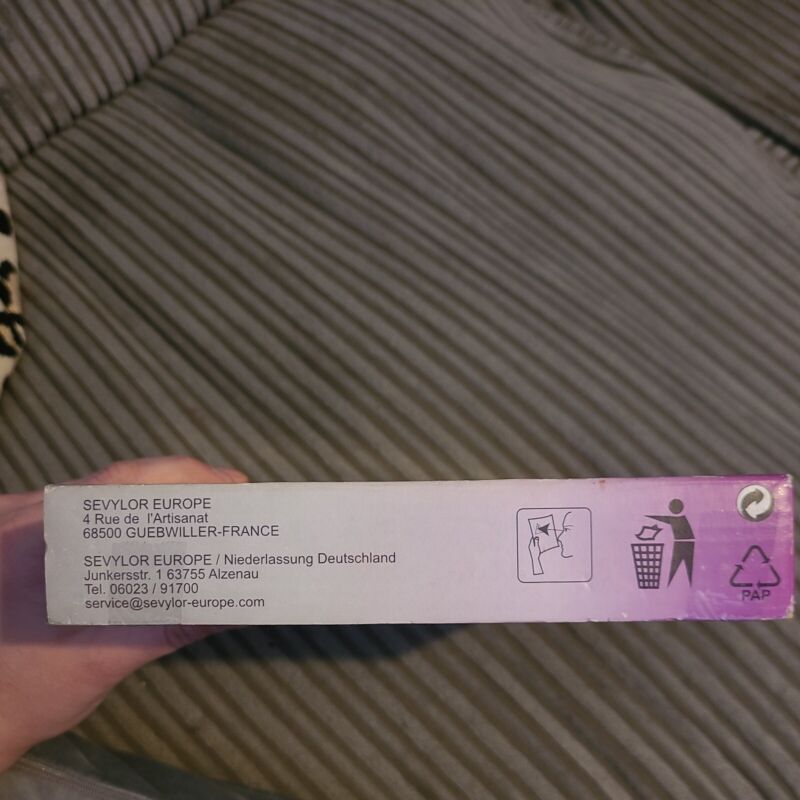 SEVYLOR EUROPE
4 Rue de l'Artisanat
68500 GUEBWILLER-FRANCE
SEVYLOR EUROPE / Niederlassung Deutschland
Junkersstr. 1 63755 Alzenau
Tel. 06023 / 91700
service@sevylor-europe.com
PAP